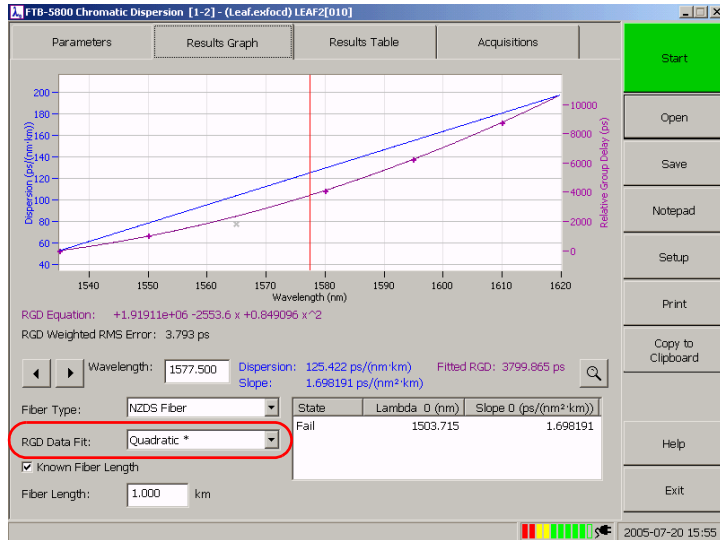 FTB-5800 Chromatic Dispersion [1-2] - (Leaf.exfocd) LEAF2[010]
Parameters
Results Graph
Results Table
Acquisitions
Start
Open
Save
Notepad
Setup
Print
Copy to
Clipboard
Help
Exit
Dispersion (ps/(nm·km))
200
180
160
140
120
100
80
60
40
10000
8000
6000
4000
2000
0
Relative Group Delay (ps)
1540 1550 1560 1570 1580 1590 1600 1610 1620
Wavelength (nm)
RGD Equation: +1.91911e+06 -2553.6 x +0.849096 x^2
RGD Weighted RMS Error: 3.793 ps
Wavelength: 1577.500 Dispersion: 125.422 ps/(nm·km) Fitted RGD: 3799.865 ps
Slope: 1.698191 ps/(nm²·km)
Fiber Type: NZDS Fiber
RGD Data Fit: Quadratic *
Known Fiber Length
Fiber Length: 1.000 km
State Lambda 0 (nm) Slope 0 (ps/(nm²·km))
Fail 1503.715 1.698191
2005-07-20 15:55